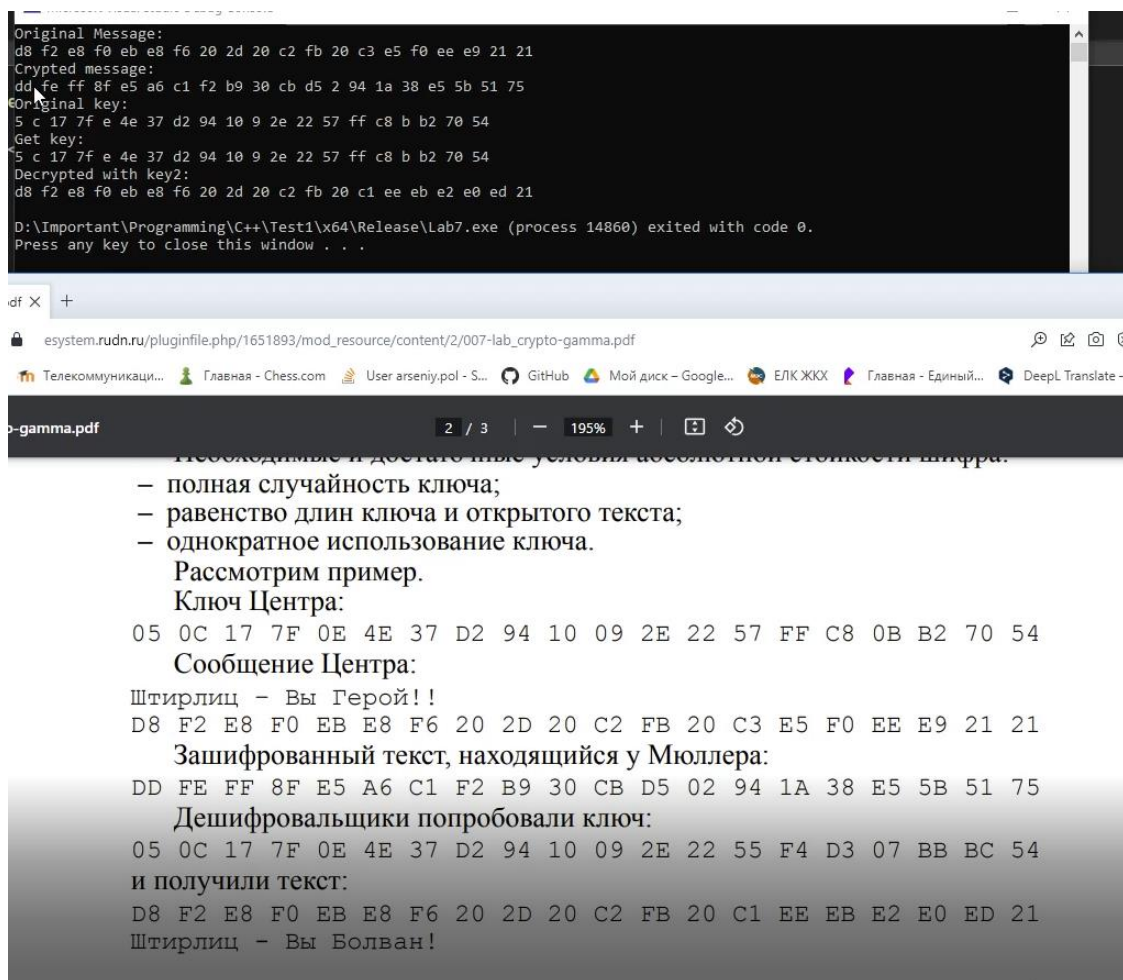 Original Message:
d8 f2 e8 f0 eb e8 f6 20 2d 20 c2 fb 20 c3 e5 f0 ee e9 21 21
Crypted message:
dd fe ff 8f e5 a6 c1 f2 b9 30 cb d5 2 94 1a 38 e5 5b 51 75
Original key:
5 c 17 7f e 4e 37 d2 94 10 9 2e 22 57 ff c8 b b2 70 54
Get key:
5 c 17 7f e 4e 37 d2 94 10 9 2e 22 57 ff c8 b b2 70 54
Decrypted with key2:
d8 f2 e8 f0 eb e8 f6 20 2d 20 c2 fb 20 c1 ee eb e2 e0 ed 21
D:\Important\Programming\C++\Test1\x64\Release\Lab7.exe (process 14860) exited with code 0.
Press any key to close this window . . .
df
esystem.rudn.ru/pluginfile.php/1651893/mod_resource/content/2/007-lab_crypto-gamma.pdf
Телекоммуникаци... Главная - Chess.com User arseniy.pol - S... GitHub Мой диск – Google... ЕЛК ЖКХ Главная - Единый... DeepL Translate -
o-gamma.pdf 2 / 3 195%
– полная случайность ключа;
– равенство длин ключа и открытого текста;
– однократное использование ключа.
Рассмотрим пример.
Ключ Центра:
05 0C 17 7F 0E 4E 37 D2 94 10 09 2E 22 57 FF C8 0B B2 70 54
Сообщение Центра:
Штирлиц – Вы Герой!!
D8 F2 E8 F0 EB E8 F6 20 2D 20 C2 FB 20 C3 E5 F0 EE E9 21 21
Зашифрованный текст, находящийся у Мюллера:
DD FE FF 8F E5 A6 C1 F2 B9 30 CB D5 02 94 1A 38 E5 5B 51 75
Дешифровальщики попробовали ключ:
05 0C 17 7F 0E 4E 37 D2 94 10 09 2E 22 55 F4 D3 07 BB BC 54
и получили текст:
D8 F2 E8 F0 EB E8 F6 20 2D 20 C2 FB 20 C1 EE EB E2 E0 ED 21
Штирлиц - Вы Болван!